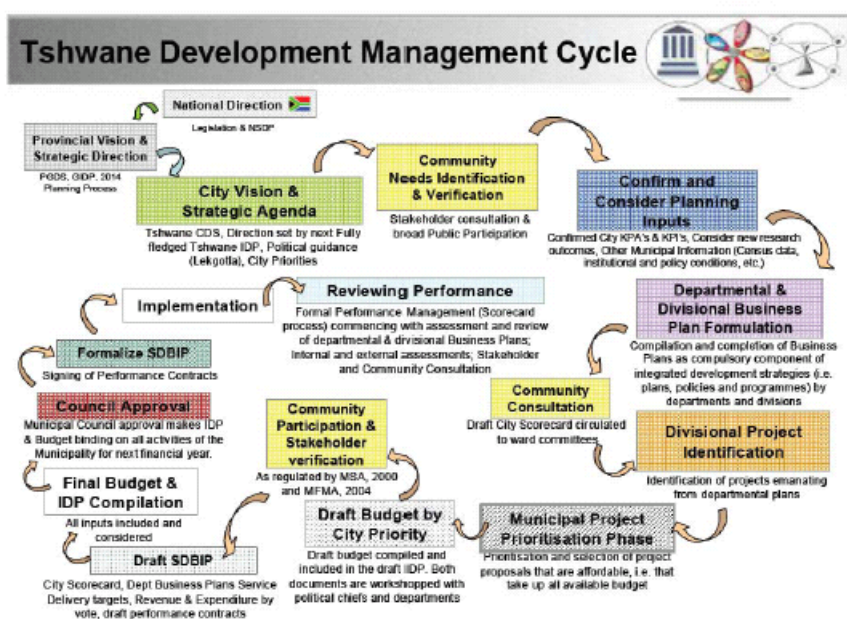 Tshwane Development Management Cycle
National Direction
Legislation & NSDP
Provincial Vision &
Strategic Direction
PGDS, GIDP, 2014
Planning Process
City Vision &
Strategic Agenda
Tshwane CDS, Direction set by next Fully
fledged Tshwane IDP, Political guidance
(Lekgotla), City Priorities
Community
Needs Identification
& Verification
Stakeholder consultation &
broad Public Participation
Confirm and
Consider Planning
Inputs
Confirmed City KPA's & KPI's, Consider new research
outcomes, Other Municipal Information (Census data,
institutional and policy conditions, etc.)
Departmental &
Divisional Business
Plan Formulation
Compilation and completion of Business
Plans as compulsory component of
integrated development strategies (i.e.
plans, policies and programmes) by
departments and divisions
Community
Consultation
Draft City Scorecard circulated
to ward committees
Divisional Project
Identification
Identification of projects emanating
from departmental plans
Municipal Project
Prioritisation Phase
Prioritisation and selection of project
proposals that are affordable, i.e. that
take up all available budget
Draft Budget by
City Priority
Draft budget compiled and
included in the draft IIDP. Both
documents are workshopped with
political chiefs and departments
Community
Participation &
Stakeholder
verification
As regulated by MSA, 2000
and MFMA, 2004
Draft SDBIP
City Scorecard, Dept Business Plans Service
Delivery targets, Revenue & Expenditure by
vote, draft performance contracts
Final Budget &
IDP Compilation
All inputs included and
considered
Council Approval
Municipal Council approval makes IDP
& Budget binding on all activities of the
Municipality for next financial year.
Formalize SDBIP
Signing of Performance Contracts
Implementation
Reviewing Performance
Formal Performance Management (Scorecard
process) commencing with assessment and review
of departmental & divisional Business Plans;
Internal and external assessments; Stakeholder
and Community Consultation